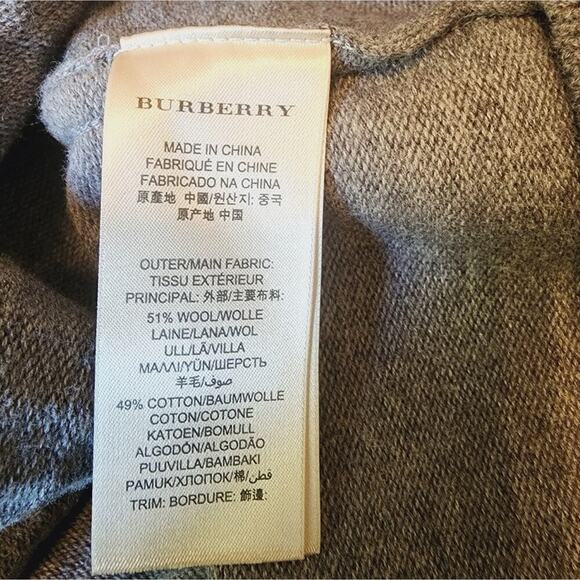 BURBERRY
MADE IN CHINA
FABRIQUÉ EN CHINE
FABRICADO NA CHINA
原產地 中國/원산지: 중국
原产地 中国
OUTER/MAIN FABRIC:
TISSU EXTÉRIEUR
PRINCIPAL: 外部/主要布料:
51% WOOL/WOLLE
LAINE/LANA/WOL
ULL/LÃ/VILLA
ΜΑΛΛΙ/YÜN/ШЕРСТЬ
羊毛/صوف
49% COTTON/BAUMWOLLE
COTON/COTONE
KATOEN/BOMULL
ALGODÓN/ALGODÃO
PUUVILLA/ΒΑΜΒΑΚΙ
PAMUK/ХЛОПОК/棉/قطن
TRIM: BORDURE: 飾邊: